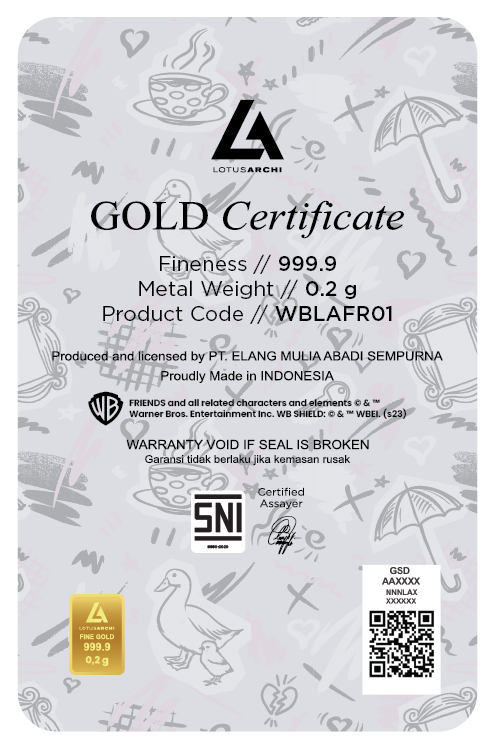 LOTUSARCHI
GOLD Certificate
Fineness // 999.9
Metal Weight // 0.2 g
Product Code // WBLAFR01
Produced and licensed by PT. ELANG MULIA ABADI SEMPURNA
Proudly Made in INDONESIA
WB
FRIENDS and all related characters and elements © & ™
Warner Bros. Entertainment Inc. WB SHIELD: © & ™ WBEI. (s23)
WARRANTY VOID IF SEAL IS BROKEN
Garansi tidak berlaku jika kemasan rusak
SNI
Certified
Assayer
GSD
AAXXXX
NNNLAX
XXXXXX
LOTUSARCHI
FINE GOLD
999.9
0,2 g